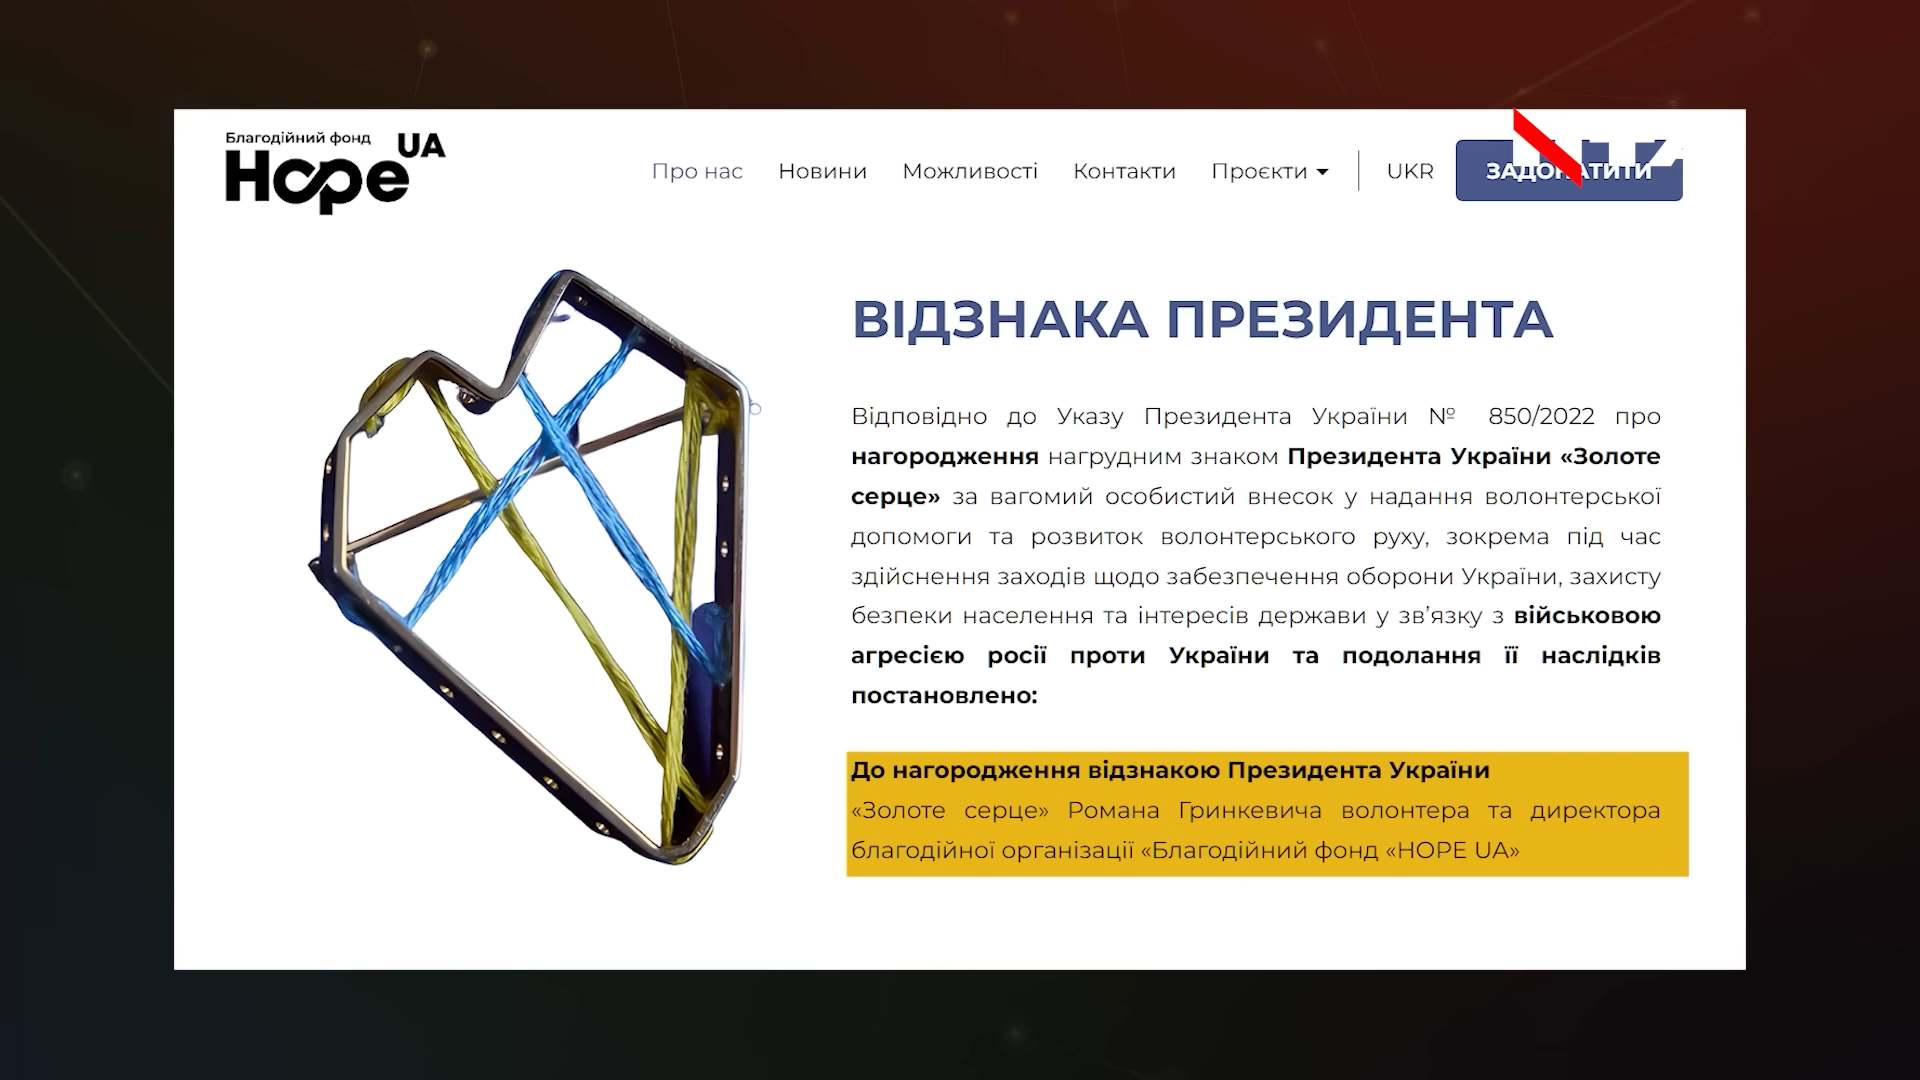 Благодійний фонд
Hope UA
Про нас Новини Можливості Контакти Проєкти UKR
ВІДЗНАКА ПРЕЗИДЕНТА
Відповідно до Указу Президента України № 850/2022 про
нагородження нагрудним знаком Президента України «Золоте
серце» за вагомий особистий внесок у надання волонтерської
допомоги та розвиток волонтерського руху, зокрема під час
здійснення заходів щодо забезпечення оборони України, захисту
безпеки населення та інтересів держави у зв’язку з військовою
агресією росії проти України та подолання її наслідків
постановлено:
До нагородження відзнакою Президента України
«Золоте серце» Романа Гринкевича волонтера та директора
благодійної організації «Благодійний фонд «HOPE UA»